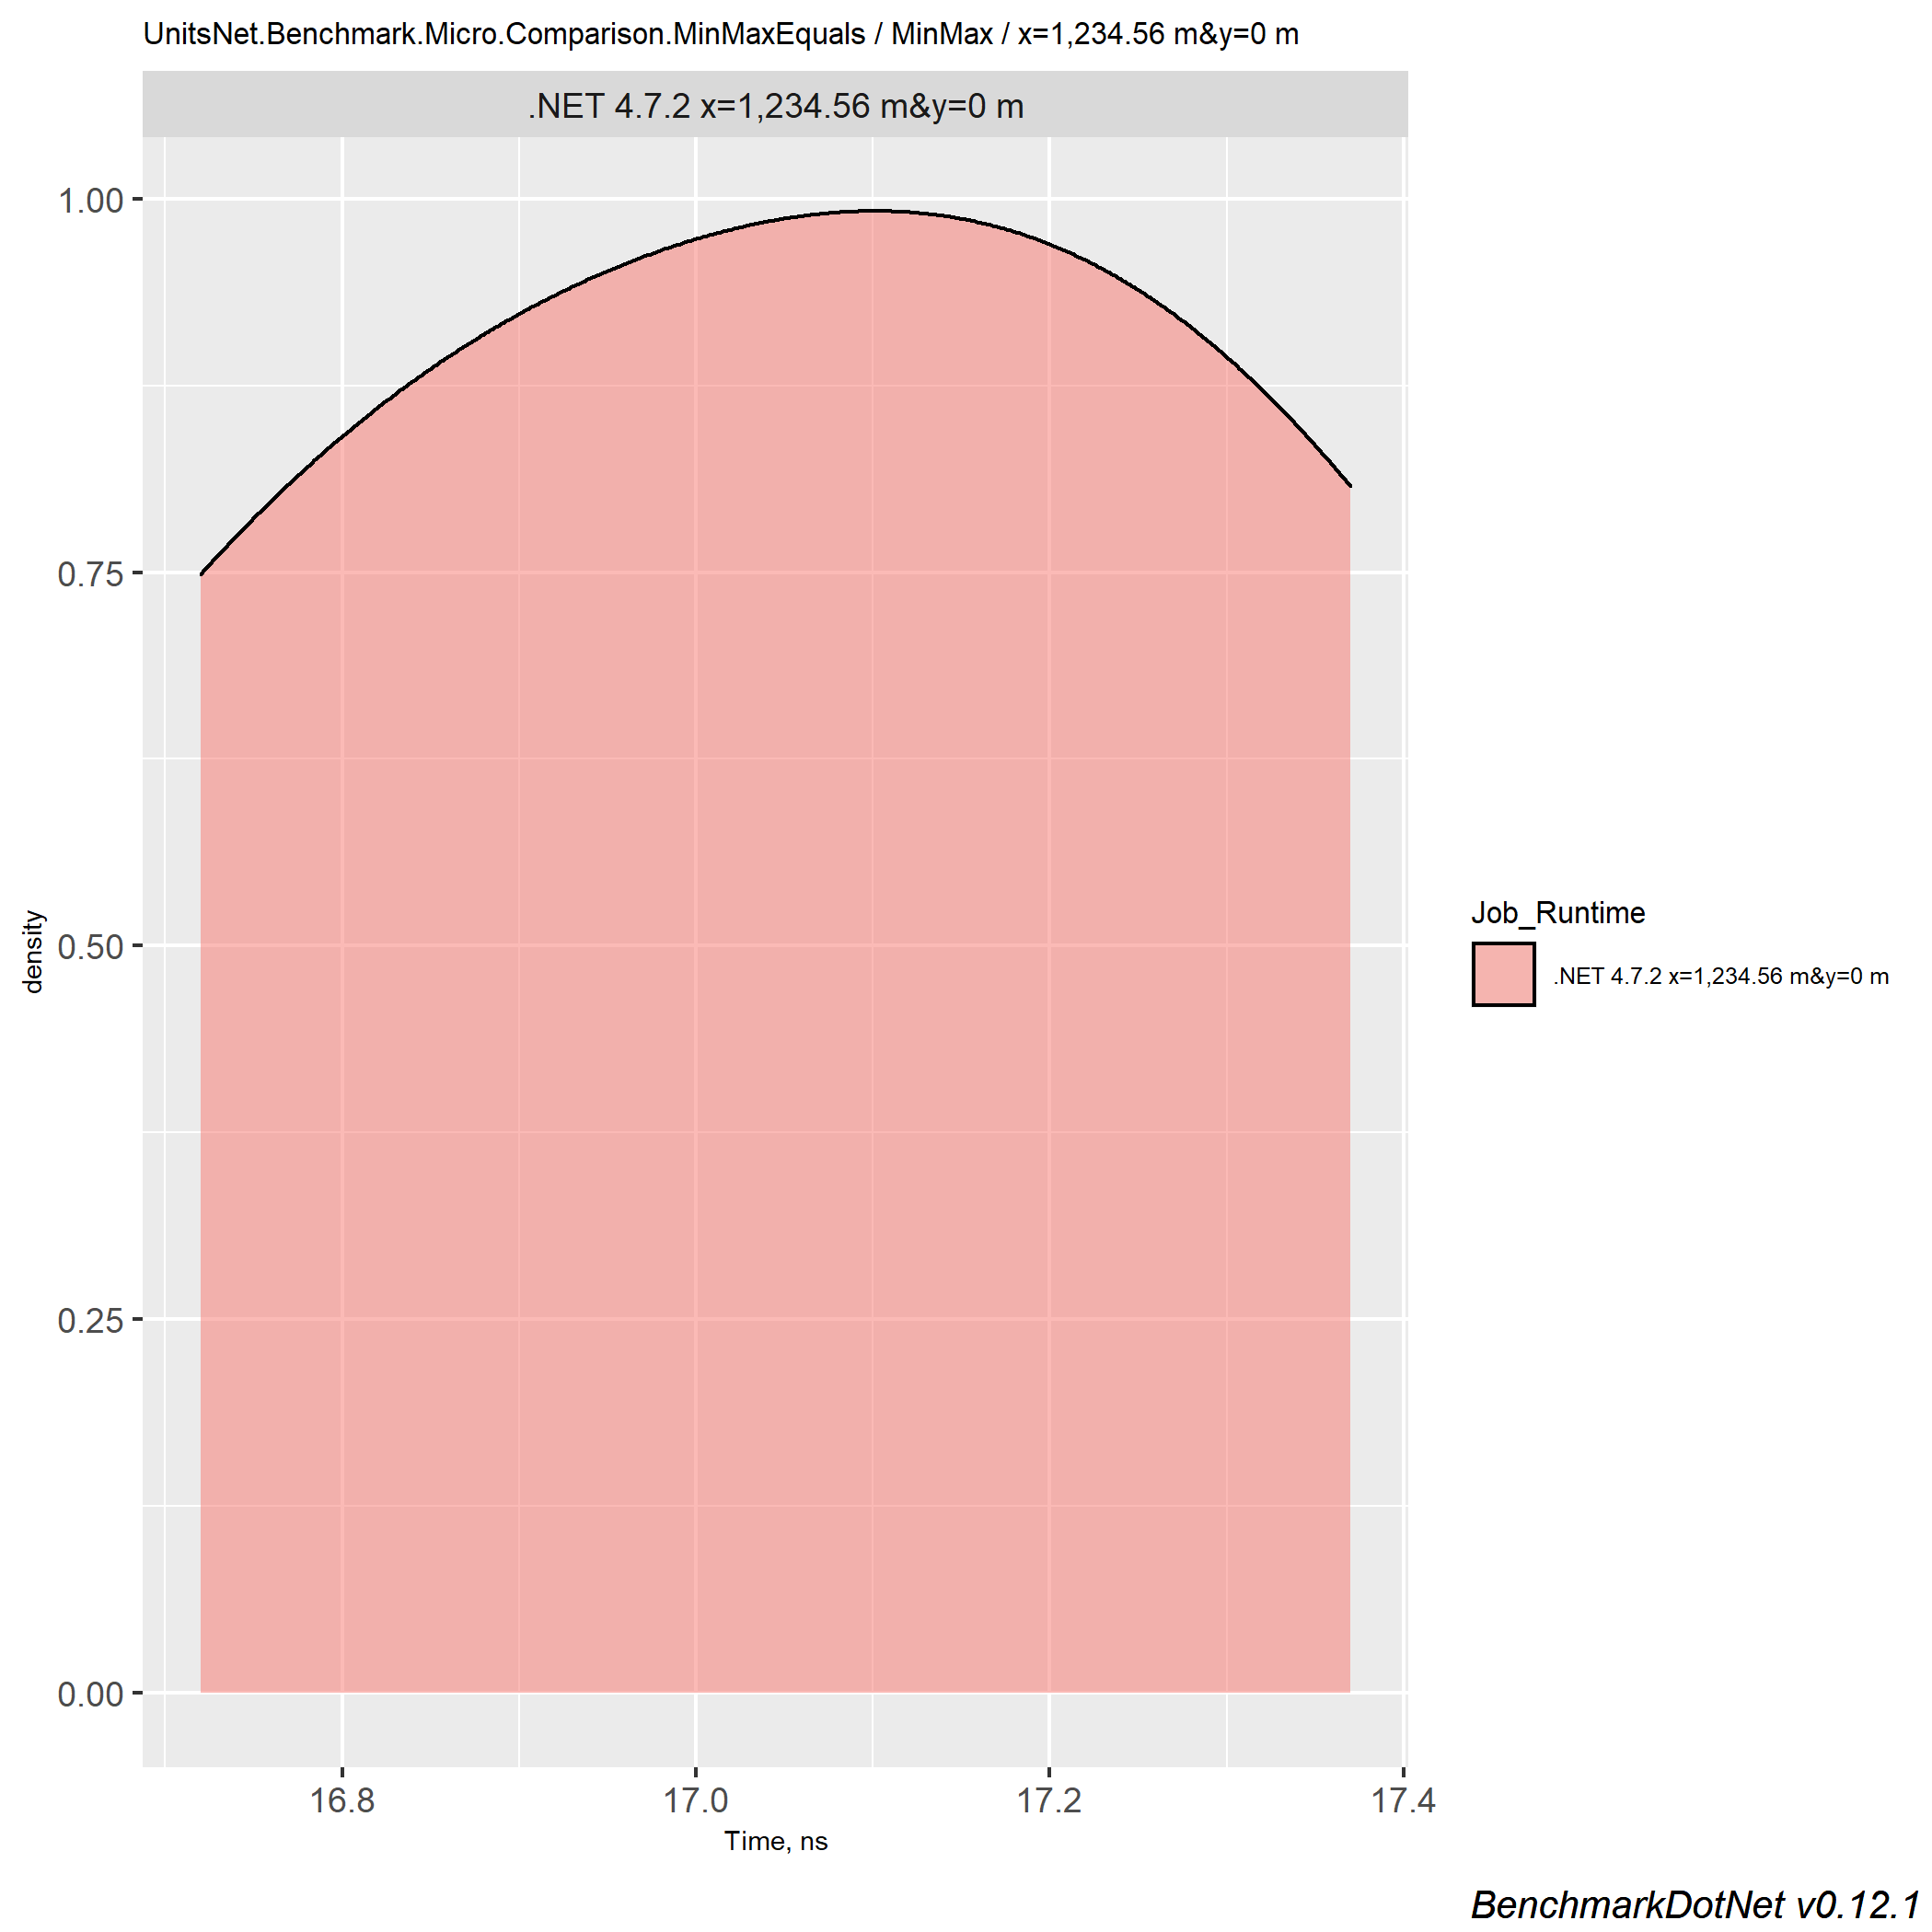 UnitsNet.Benchmark.Micro.Comparison.MinMaxEquals / MinMax / x=1,234.56 m&y=0 m
.NET 4.7.2 x=1,234.56 m&y=0 m
1.00
0.75
0.50
0.25
0.00
density
16.8 17.0 17.2 17.4
Time, ns
Job_Runtime
.NET 4.7.2 x=1,234.56 m&y=0 m
BenchmarkDotNet v0.12.1